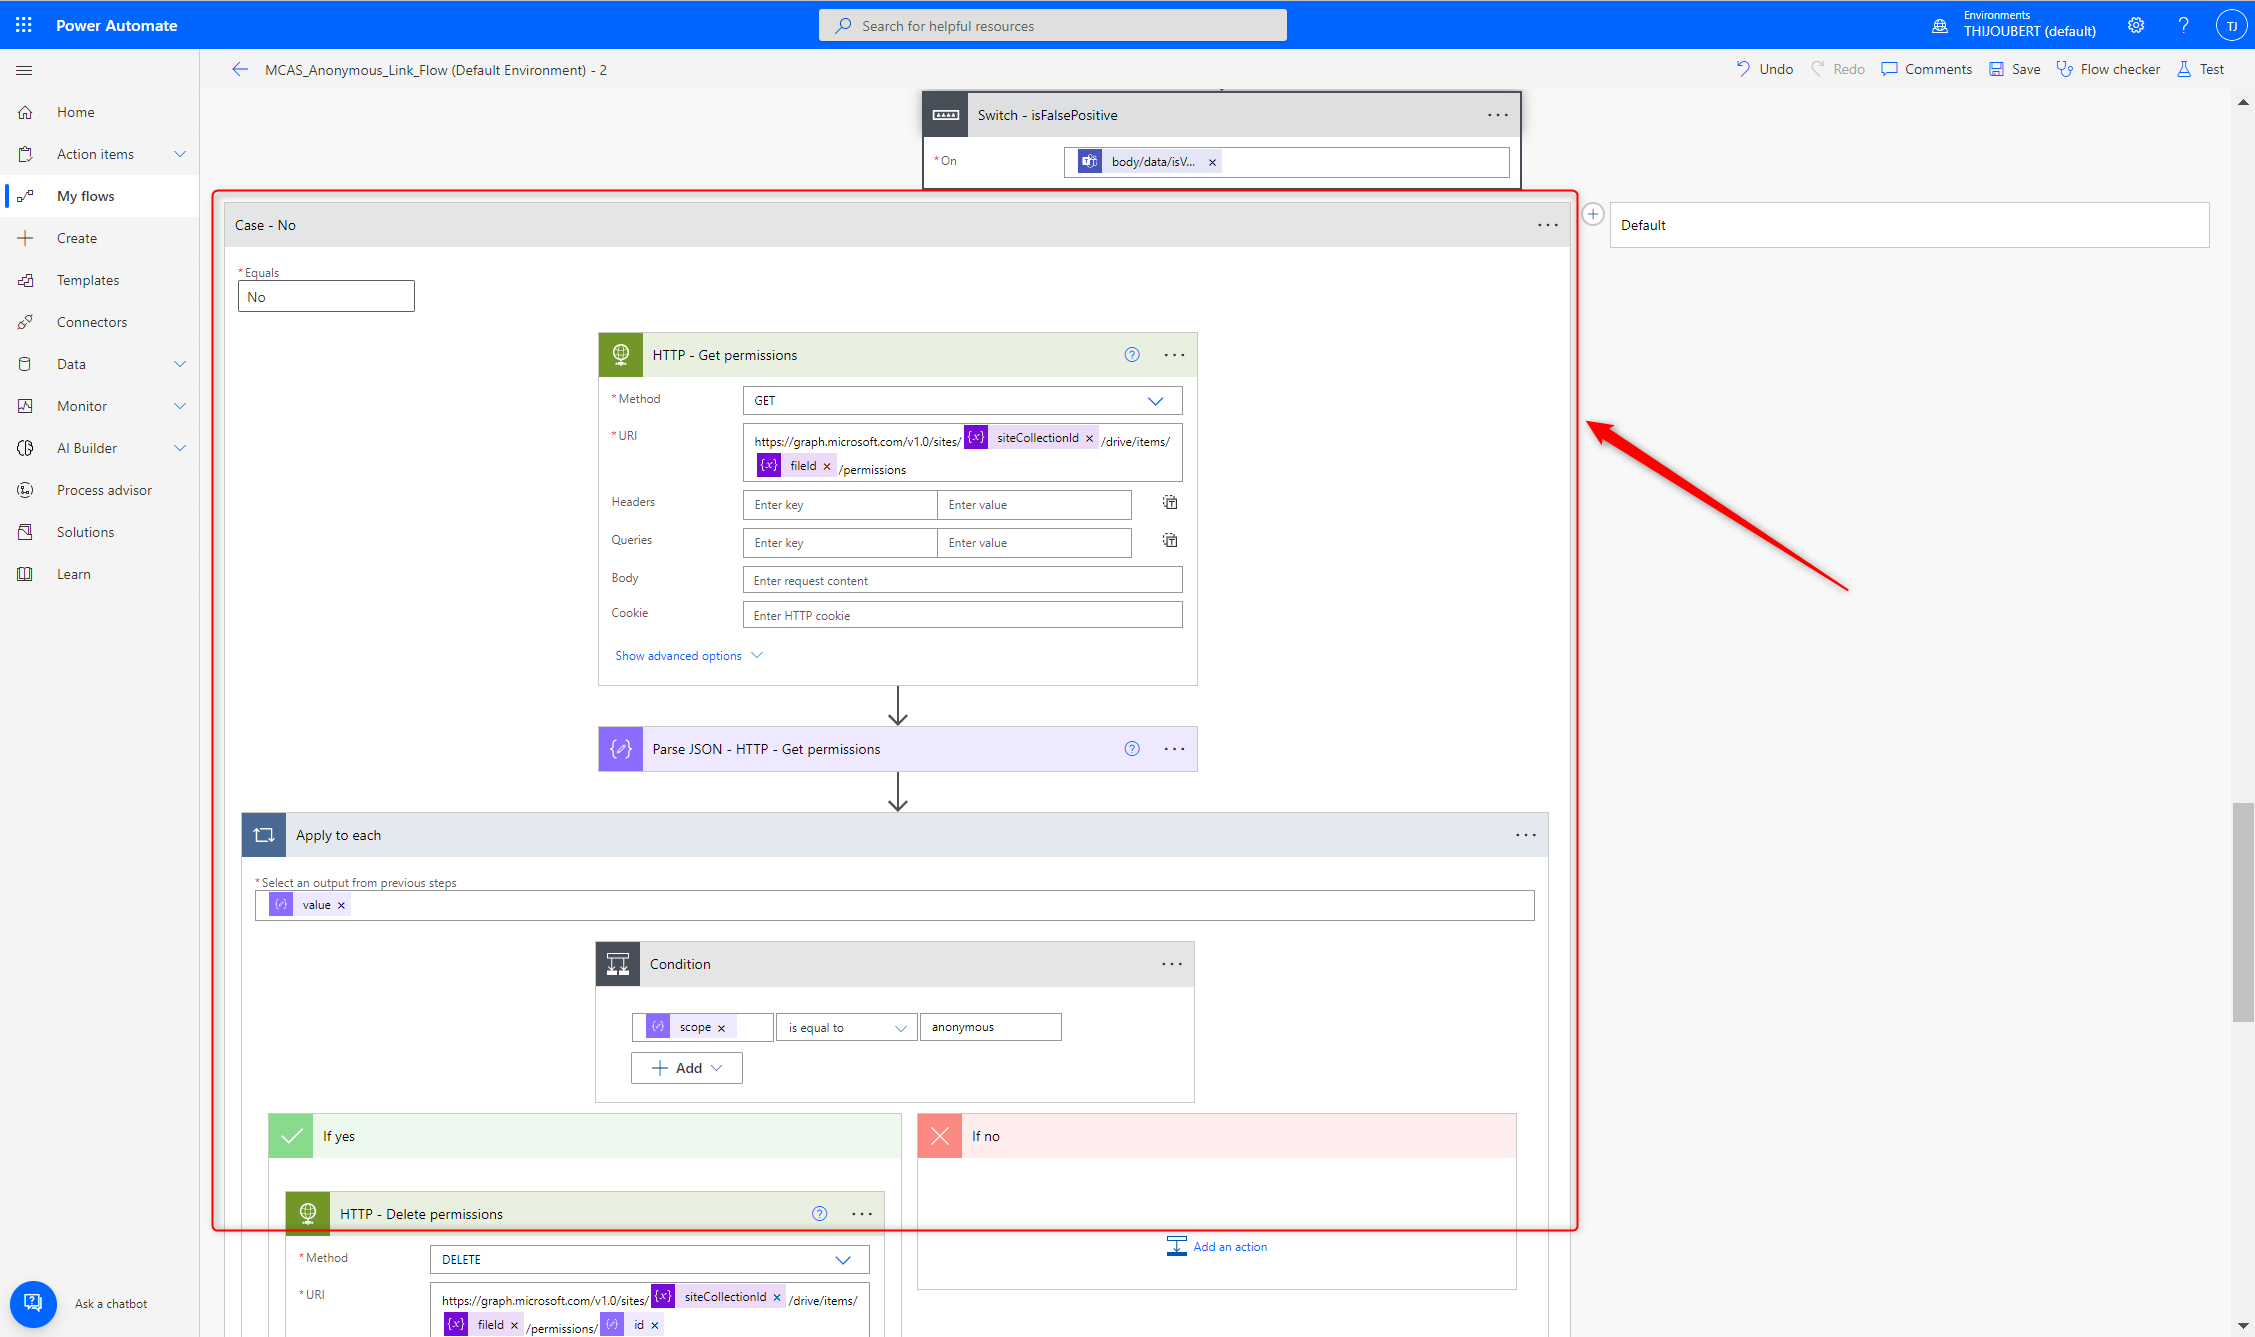 Power Automate
Search for helpful resources
Environments
THIJOUBERT (default)
TJ
MCAS_Anonymous_Link_Flow (Default Environment) - 2
Undo
Redo
Comments
Save
Flow checker
Test
Home
Action items
My flows
Create
Templates
Connectors
Data
Monitor
AI Builder
Process advisor
Solutions
Learn
Ask a chatbot
Switch - isFalsePositive
* On
body/data/isV... ×
Case - No
Default
* Equals
No
HTTP - Get permissions
* Method
GET
* URI
https://graph.microsoft.com/v1.0/sites/ {x} siteCollectionId × /drive/items/
{x} fileId × /permissions
Headers
Enter key
Enter value
Queries
Enter key
Enter value
Body
Enter request content
Cookie
Enter HTTP cookie
Show advanced options
Parse JSON - HTTP - Get permissions
Apply to each
* Select an output from previous steps
value ×
Condition
scope ×
is equal to
anonymous
Add
If yes
If no
HTTP - Delete permissions
Add an action
* Method
DELETE
* URI
https://graph.microsoft.com/v1.0/sites/ {x} siteCollectionId × /drive/items/
{x} fileId × /permissions/ id ×